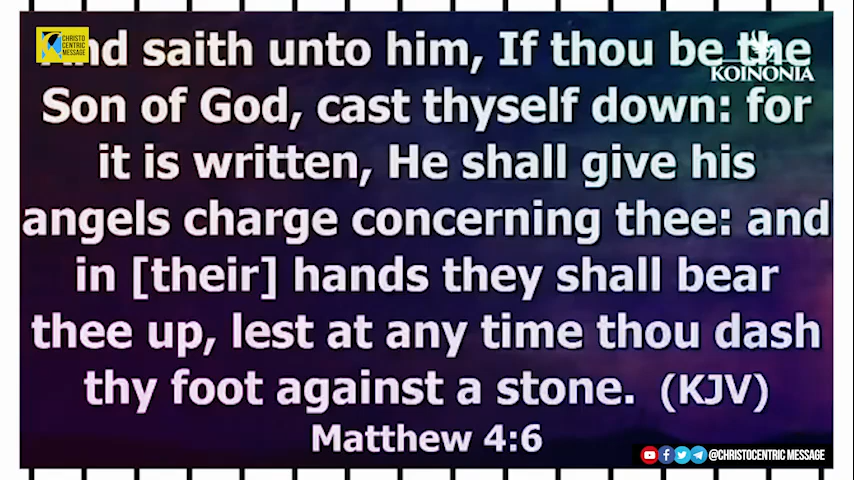 CHRISTO
CENTRIC
MESSAGE
And saith unto him, If thou be the
KOINONIA
Son of God, cast thyself down: for
it is written, He shall give his
angels charge concerning thee: and
in [their] hands they shall bear
thee up, lest at any time thou dash
thy foot against a stone. (KJV)
Matthew 4:6
@CHRISTOCENTRIC MESSAGE